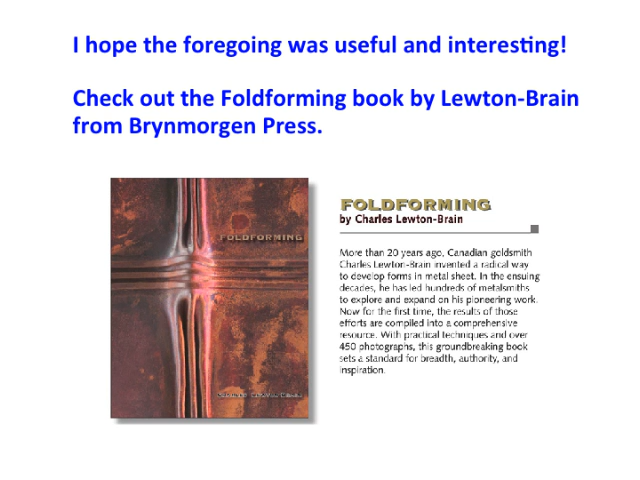 I hope the foregoing was useful and interesting!
Check out the Foldforming book by Lewton-Brain
from Brynmorgen Press.
FOLDFORMING
FOLDFORMING
by Charles Lewton-Brain
More than 20 years ago, Canadian goldsmith
Charles Lewton-Brain invented a radical way
to develop forms in metal sheet. In the ensuing
decades, he has led hundreds of metalsmiths
to explore and expand on his pioneering work.
Now for the first time, the results of those
efforts are compiled into a comprehensive
resource. With practical techniques and over
450 photographs, this groundbreaking book
sets a standard for breadth, authority, and
inspiration.